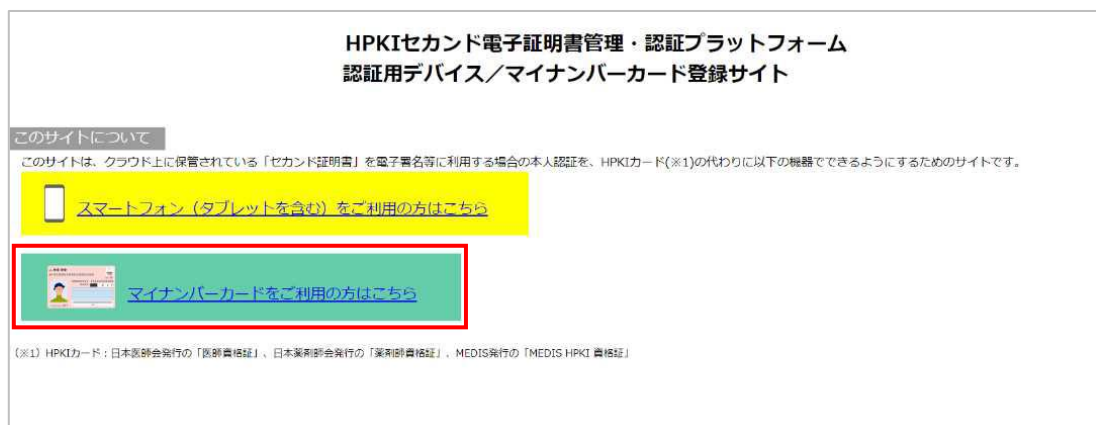 HPKIセカンド電子証明書管理・認証プラットフォーム
認証用デバイス／マイナンバーカード登録サイト
このサイトについて
このサイトは、クラウド上に保管されている「セカンド証明書」を電子署名等に利用する場合の本人認証を、HPKIカード(※1)の代わりに以下の機器でできるようにするためのサイトです。
スマートフォン（タブレットを含む）をご利用の方はこちら
マイナンバーカードをご利用の方はこちら
(※1) HPKIカード：日本医師会発行の「医師資格証」、日本薬剤師会発行の「薬剤師資格証」、MEDIS発行の「MEDIS HPKI 資格証」